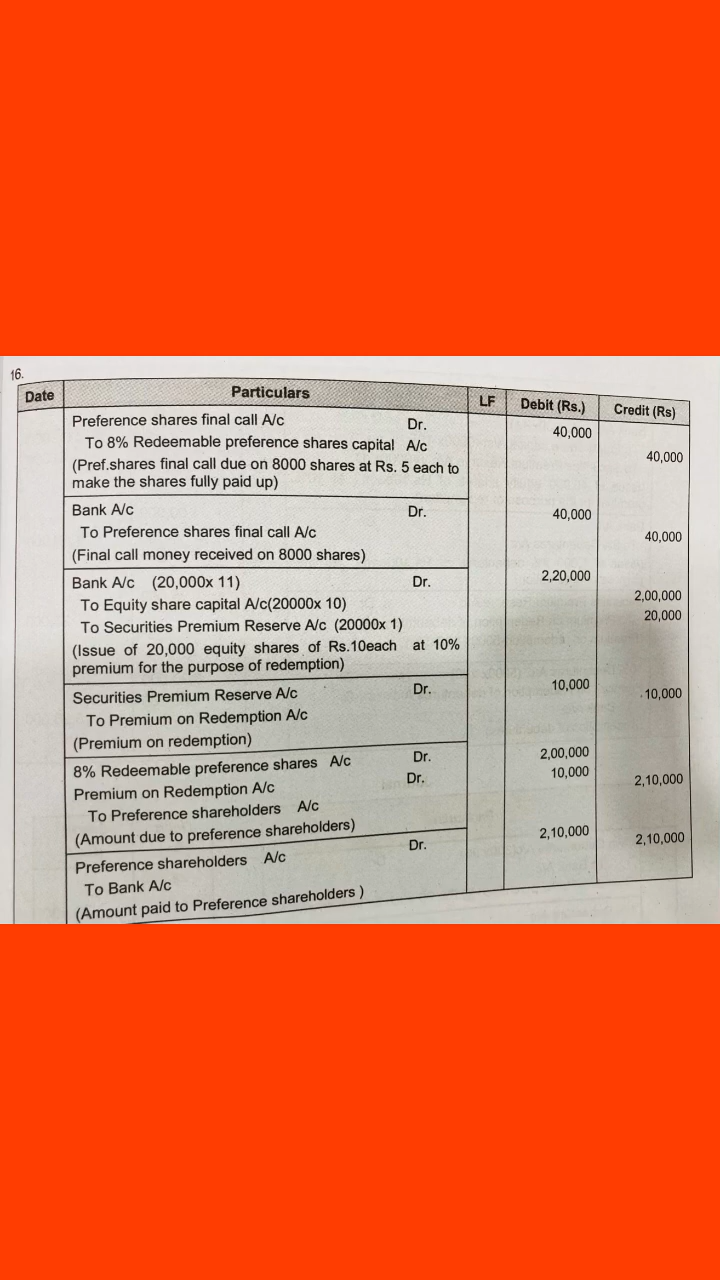 16.
Date Particulars LF Debit (Rs.) Credit (Rs)
Preference shares final call A/c Dr. 40,000
To 8% Redeemable preference shares capital A/c 40,000
(Pref.shares final call due on 8000 shares at Rs. 5 each to
make the shares fully paid up)
Bank A/c Dr. 40,000
To Preference shares final call A/c 40,000
(Final call money received on 8000 shares)
Bank A/c (20,000x 11) Dr. 2,20,000
To Equity share capital A/c(20000x 10) 2,00,000
To Securities Premium Reserve A/c (20000x 1) 20,000
(Issue of 20,000 equity shares of Rs.10each at 10%
premium for the purpose of redemption)
Securities Premium Reserve A/c Dr. 10,000
To Premium on Redemption A/c 10,000
(Premium on redemption)
8% Redeemable preference shares A/c Dr. 2,00,000
Premium on Redemption A/c Dr. 10,000
To Preference shareholders A/c 2,10,000
(Amount due to preference shareholders)
Preference shareholders A/c Dr. 2,10,000
To Bank A/c 2,10,000
(Amount paid to Preference shareholders )